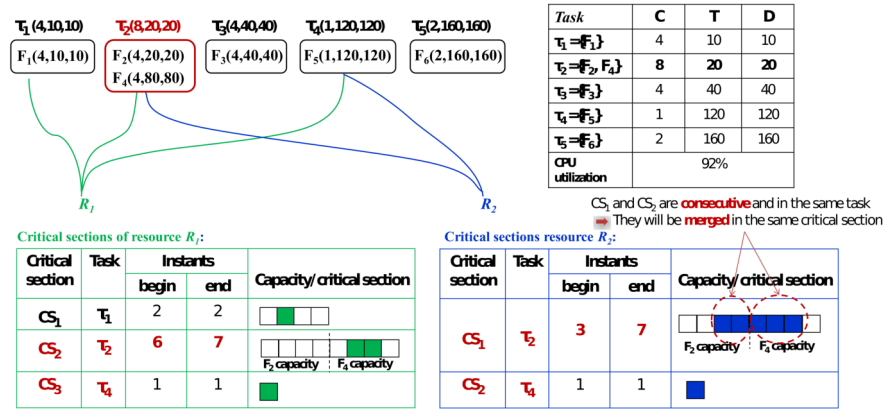 τ1 (4,10,10) τ2(8,20,20) τ3(4,40,40) τ4(1,120,120) τ5(2,160,160)
F1(4,10,10) F2(4,20,20) F3(4,40,40) F5(1,120,120) F6(2,160,160)
F4(4,80,80)
R1 R2
Task C T D
τ1={F1} 4 10 10
τ2={F2, F4} 8 20 20
τ3={F3} 4 40 40
τ4={F5} 1 120 120
τ5={F6} 2 160 160
CPU
utilization 92%
CS1 and CS2 are consecutive and in the same task
They will be merged in the same critical section
Critical sections of resource R1:
Critical section Task Instants Capacity/critical section
begin end
CS1 τ1 2 2
CS2 τ2 6 7
F2 capacity F4 capacity
CS3 τ4 1 1
Critical sections resource R2:
Critical section Task Instants Capacity/critical section
begin end
CS1 τ2 3 7
F2 capacity F4 capacity
CS2 τ4 1 1